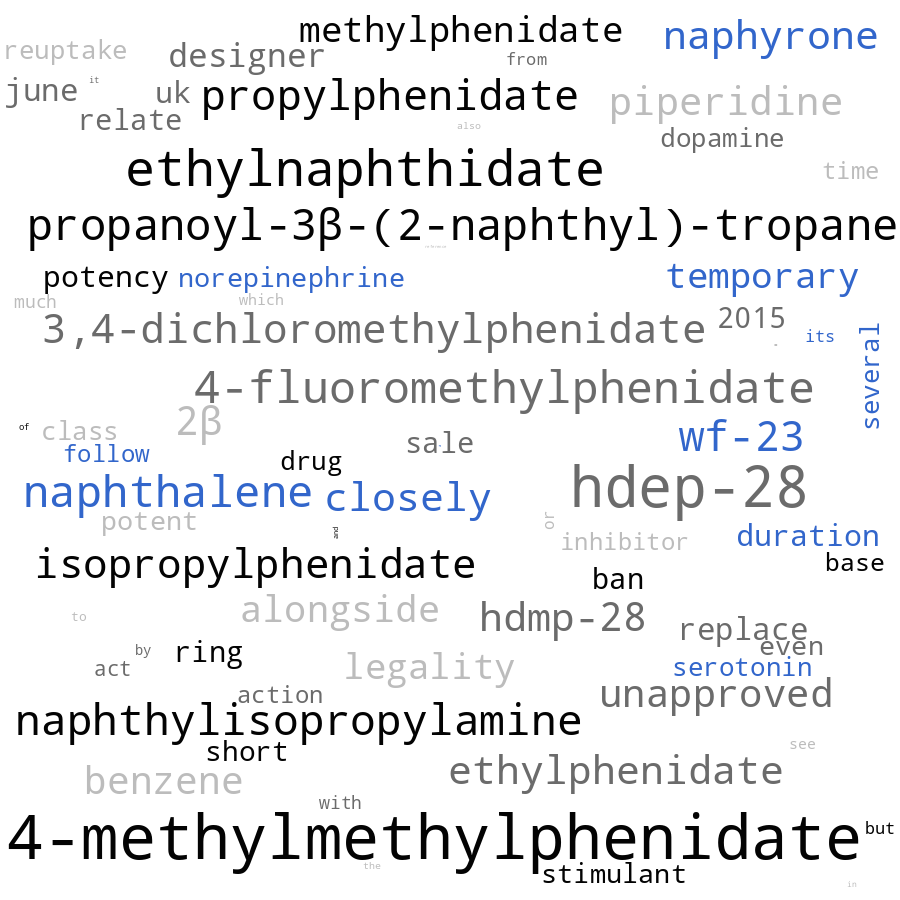 methylphenidate
naphyrone
reuptake
designer
from
june
it
uk
propylphenidate
piperidine
relate
also
dopamine
ethylnaphthidate
time
propanoyl-3β-(2-naphthyl)-tropane
potency
norepinephrine
temporary
much
which
3,4-dichloromethylphenidate
2015
its
several
4-fluoromethylphenidate
2β
of
class
sale
wf-23
follow
drug
naphthalene
closely
hdep-28
potent
and
or
inhibitor
duration
isopropylphenidate
base
ban
to
alongside
hdmp-28
replace
even
by
ring
act
legality
serotonin
action
unapproved
naphthylisopropylamine
short
see
benzene
ethylphenidate
with
4-methylmethylphenidate
but
the
stimulant
in